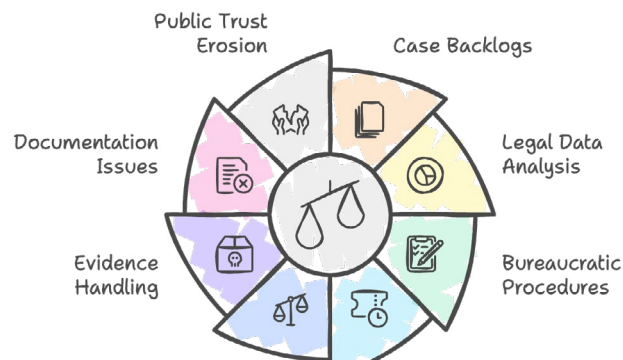 Public Trust
Erosion
Case Backlogs
Documentation
Issues
Legal Data
Analysis
Evidence
Handling
Bureaucratic
Procedures